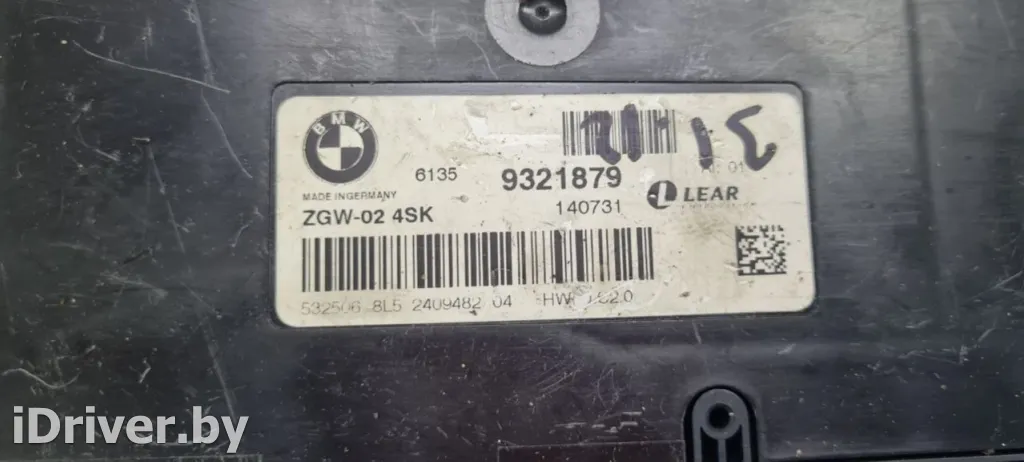 BMW
6135 9321879
LEAR
MADE IN GERMANY
140731
ZGW-02 4SK
532506 8L5 2409482 04 HW
iDriver.by